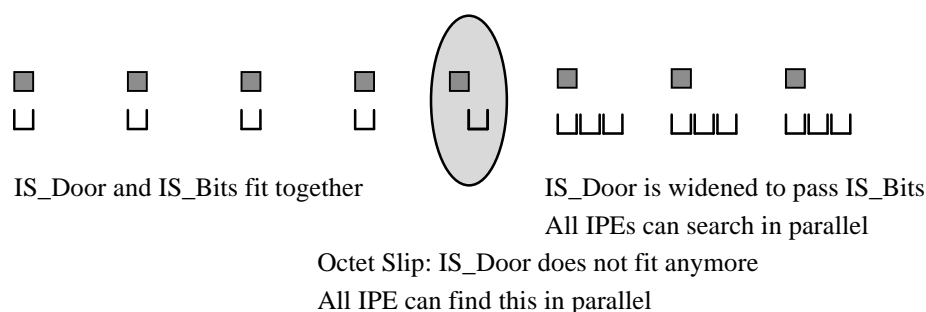 IS_Door and IS_Bits fit together
IS_Door is widened to pass IS_Bits
All IPEs can search in parallel
Octet Slip: IS_Door does not fit anymore
All IPE can find this in parallel